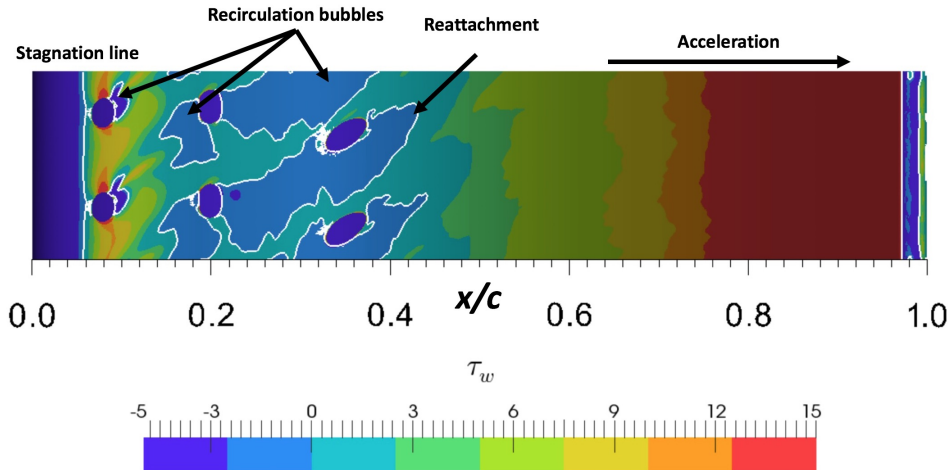 Recirculation bubbles
Reattachment
Stagnation line
Acceleration
0.0 0.2 0.4 x/c 0.6 0.8 1.0
τw
-5 -3 0 3 6 9 12 15